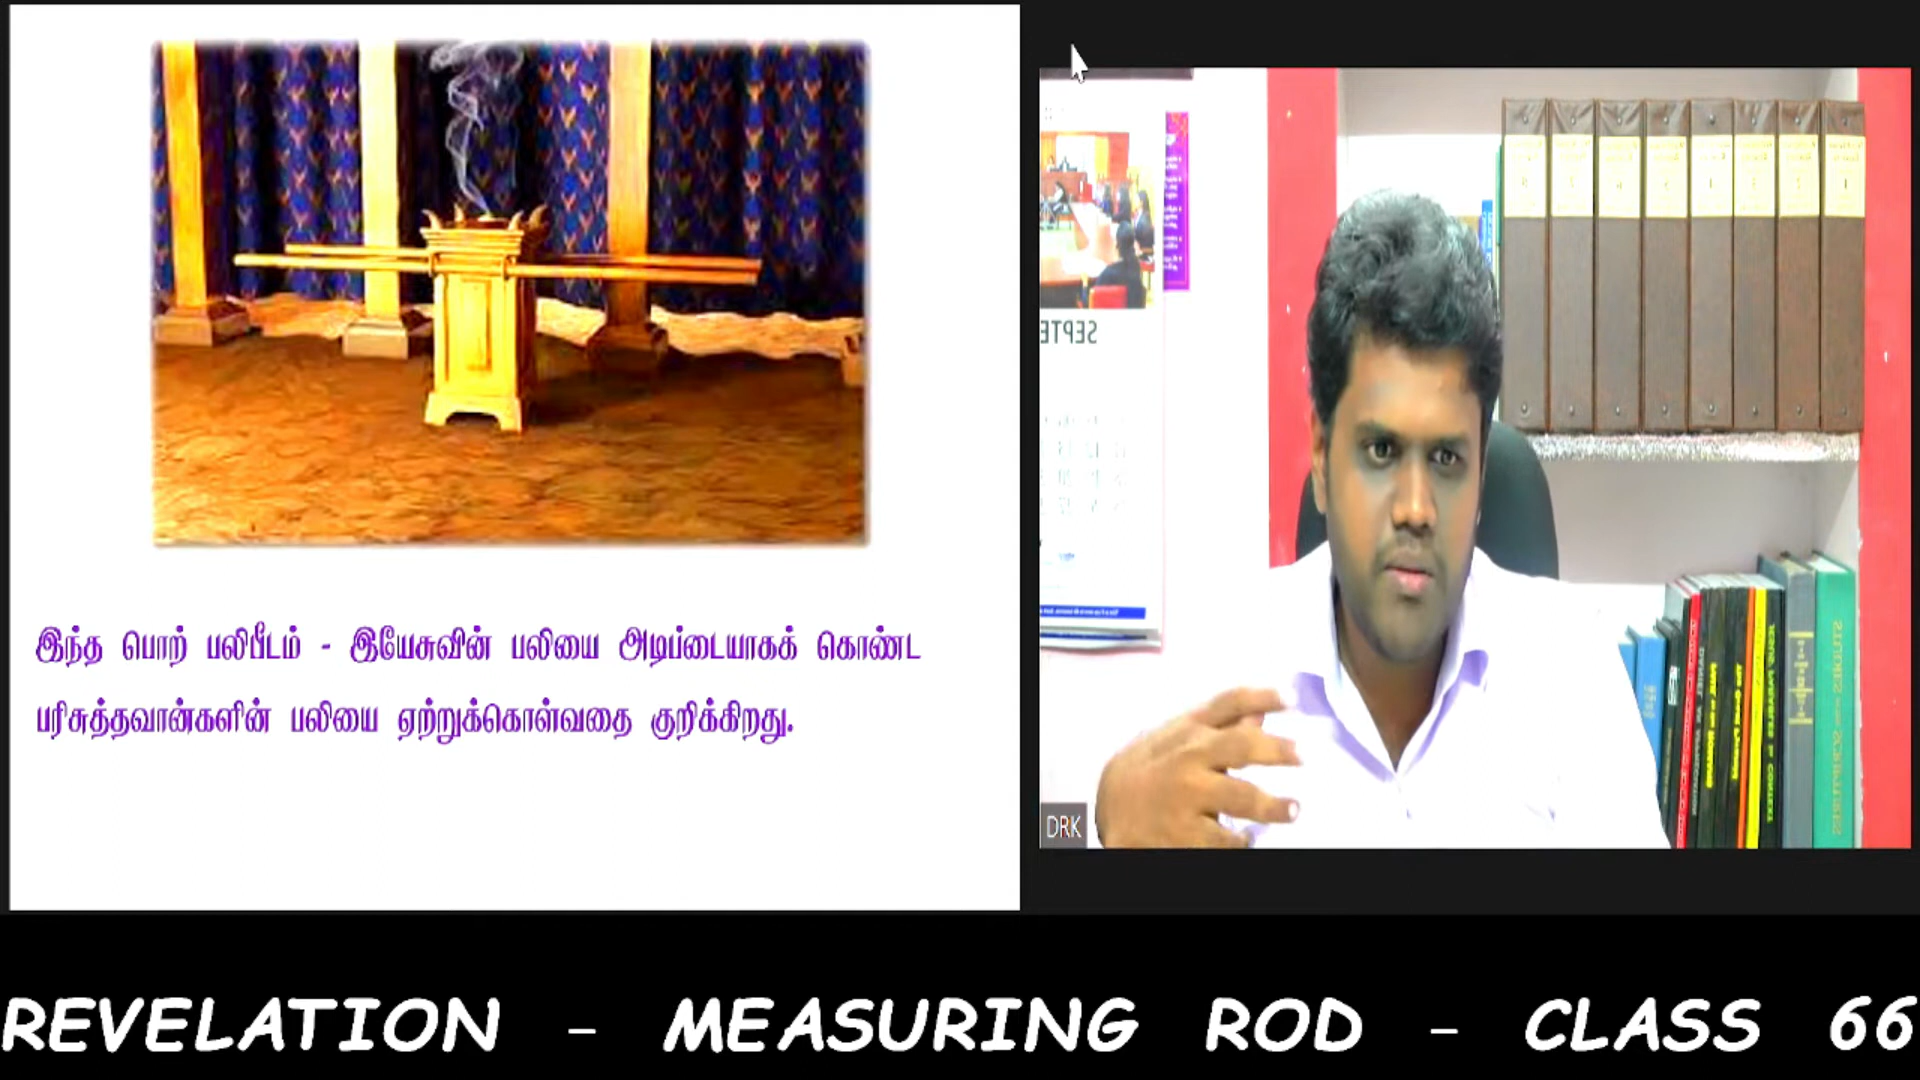 இந்த பொற் பலிபீடம் - இயேசுவின் பலியை அடிப்படையாகக் கொண்ட
பரிசுத்தவான்களின் பலியை ஏற்றுக்கொள்வதை குறிக்கிறது.
SEPTE
DRK
REVELATION - MEASURING ROD - CLASS 66